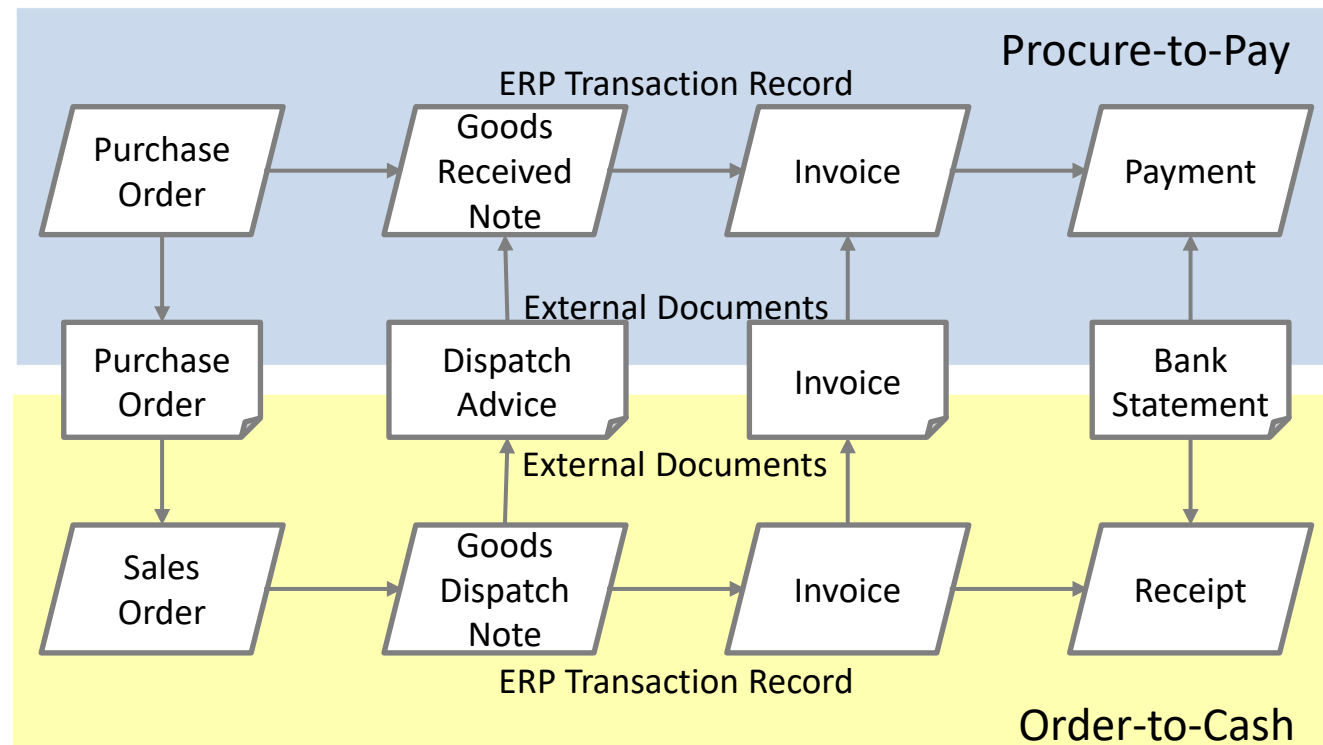 Procure-to-Pay
ERP Transaction Record
Purchase
Order
Goods
Received
Note
Invoice
Payment
External Documents
Purchase
Order
Dispatch
Advice
Invoice
Bank
Statement
External Documents
Sales
Order
Goods
Dispatch
Note
Invoice
Receipt
ERP Transaction Record
Order-to-Cash